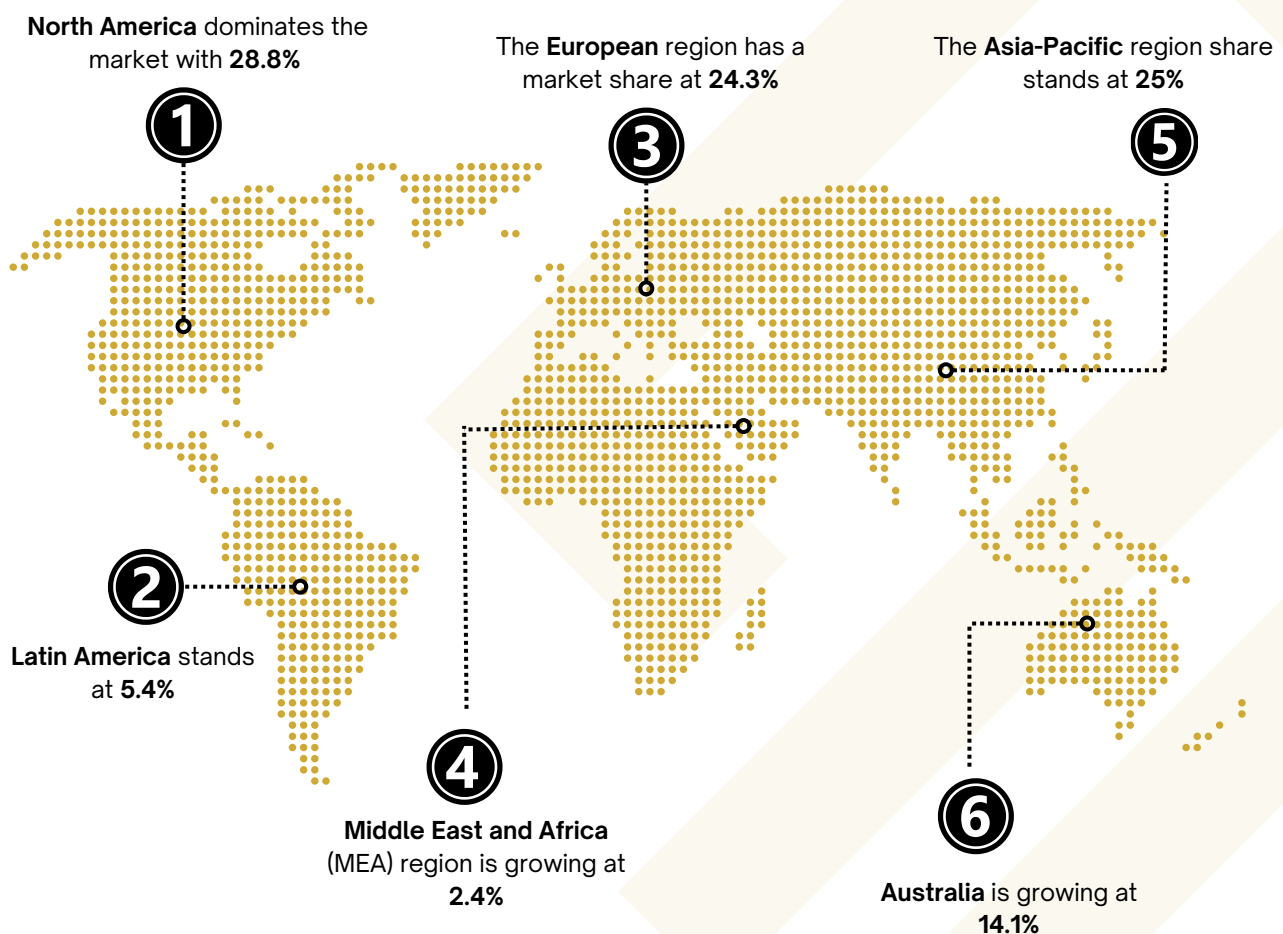 North America dominates the
market with 28.8%
1
The European region has a
market share at 24.3%
3
The Asia-Pacific region share
stands at 25%
5
2
Latin America stands
at 5.4%
4
Middle East and Africa
(MEA) region is growing at
2.4%
6
Australia is growing at
14.1%